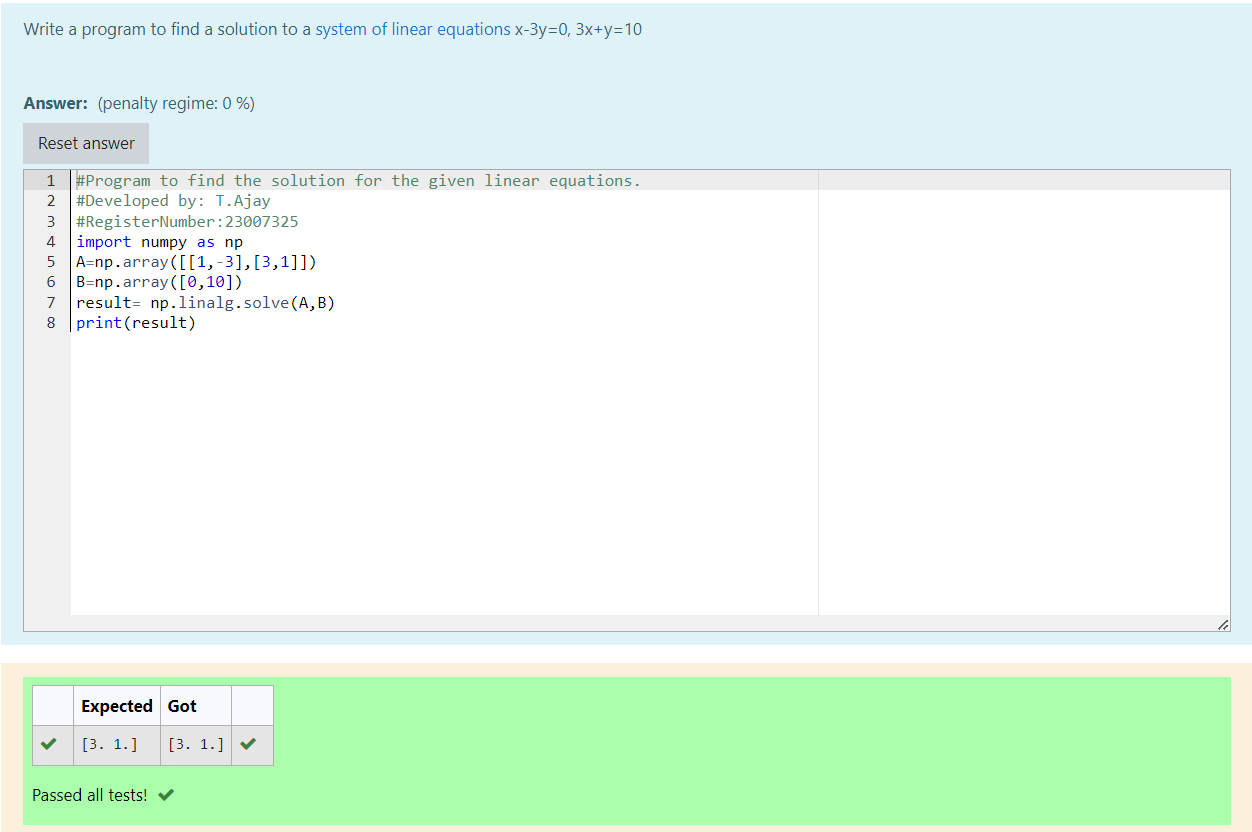 Write a program to find a solution to a system of linear equations x-3y=0, 3x+y=10
Answer: (penalty regime: 0 %)
Reset answer
1 #Program to find the solution for the given linear equations.
2 #Developed by: T.Ajay
3 #RegisterNumber:23007325
4 import numpy as np
5 A=np.array([[1,-3],[3,1]])
6 B=np.array([0,10])
7 result= np.linalg.solve(A,B)
8 print(result)
Expected Got
[3. 1.] [3. 1.]
Passed all tests!